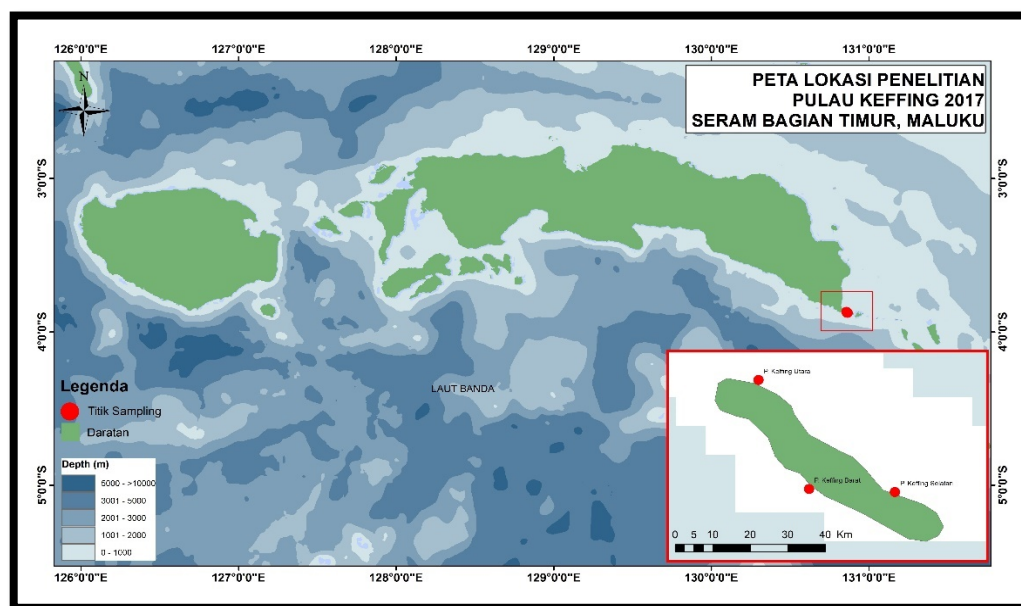 126°0'0"E 127°0'0"E 128°0'0"E 129°0'0"E 130°0'0"E 131°0'0"E
N
PETA LOKASI PENELITIAN
PULAU KEFFING 2017
SERAM BAGIAN TIMUR, MALUKU
3°0'0"S 3°0'0"S
4°0'0"S 4°0'0"S
LAUT BANDA
Legenda
Titik Sampling
Daratan
Depth (m)
5000 - >10000
3001 - 5000
2001 - 3000
1001 - 2000
0 - 1000
5°0'0"S 5°0'0"S
P. Keffing Utara
P. Keffing Barat
P. Keffing Selatan
0 5 10 20 30 40 Km
126°0'0"E 127°0'0"E 128°0'0"E 129°0'0"E 130°0'0"E 131°0'0"E